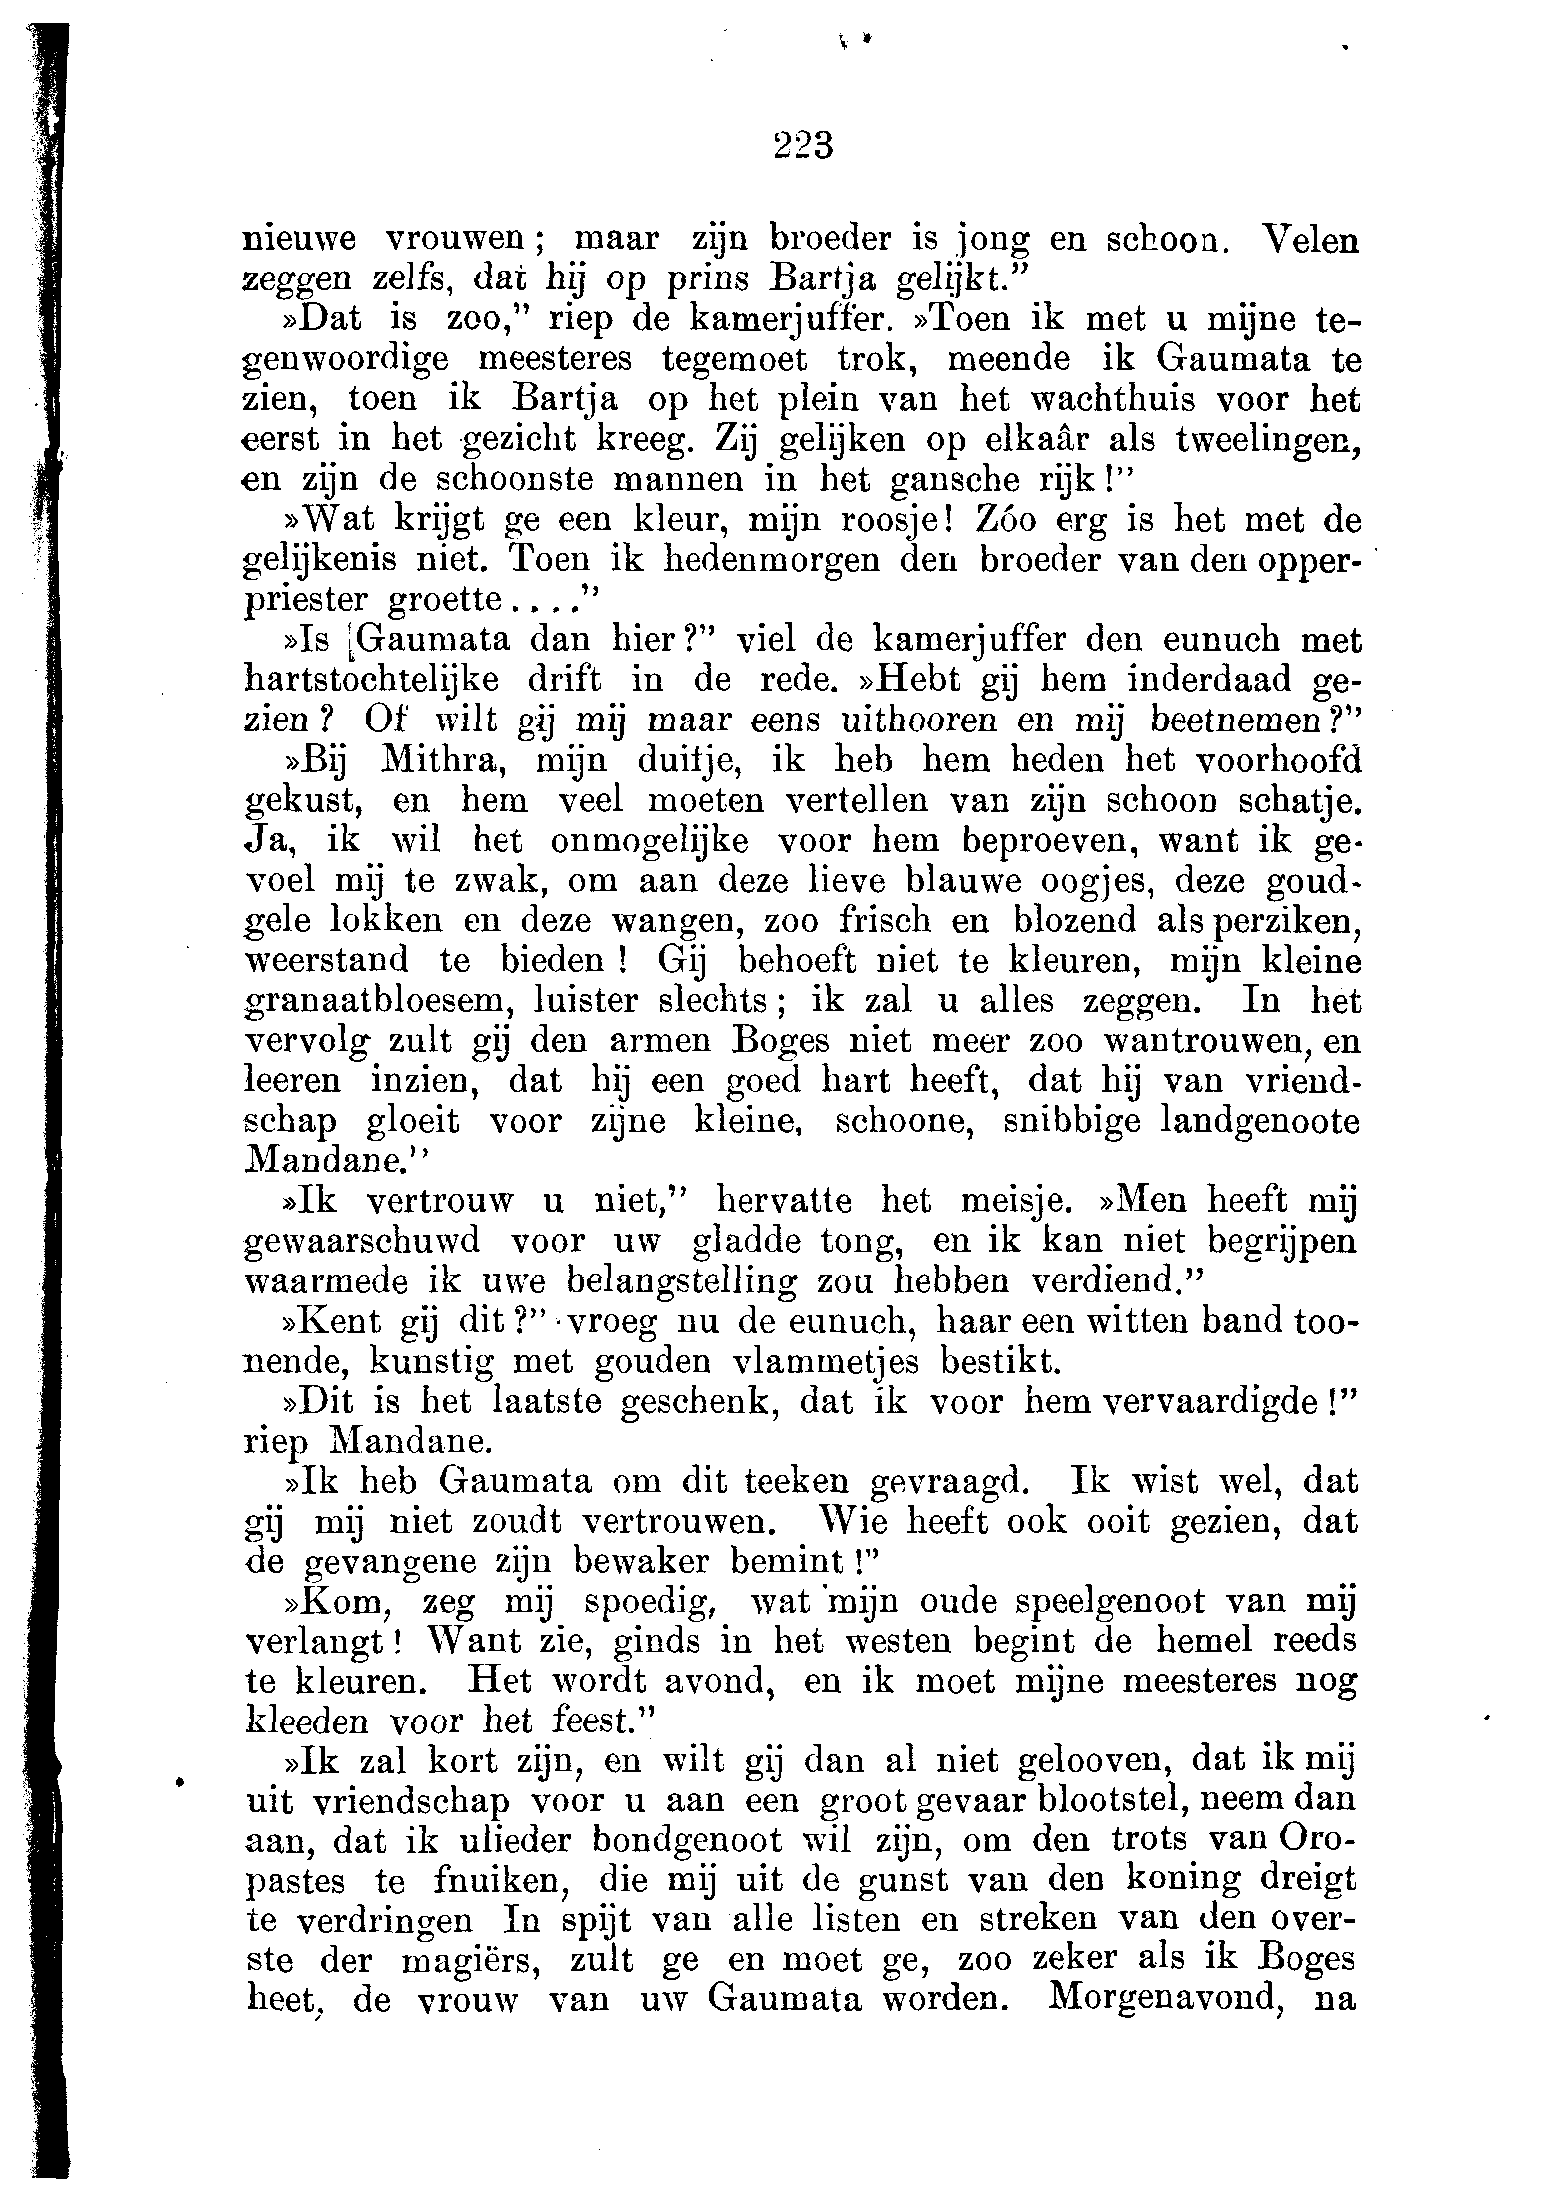 223
nieuwe vrouwen; maar zijn broeder is jong en schoon. Velen
zeggen zelfs, dat hij op prins Bartja gelijkt.”
»Dat is zoo,” riep de kamerjuffer. »Toen ik met u mijne te-
genwoordige meesteres tegemoet trok, meende ik Gaumata te
zien, toen ik Bartja op het plein van het wachthuis voor het
eerst in het gezicht kreeg. Zij gelijken op elkaâr als tweelingen,
en zijn de schoonste mannen in het gansche rijk!”
»Wat krijgt ge een kleur, mijn roosje! Zóo erg is het met de
gelijkenis niet. Toen ik hedenmorgen den broeder van den opper-
priester groette....”
»Is [Gaumata dan hier?” viel de kamerjuffer den eunuch met
hartstochtelijke drift in de rede. »Hebt gij hem inderdaad ge-
zien? Of wilt gij mij maar eens uithooren en mij beetnemen?”
»Bij Mithra, mijn duifje, ik heb hem heden het voorhoofd
gekust, en hem veel moeten vertellen van zijn schoon schatje.
Ja, ik wil het onmogelijke voor hem beproeven, want ik ge-
voel mij te zwak, om aan deze lieve blauwe oogjes, deze goud-
gele lokken en deze wangen, zoo frisch en blozend als perziken,
weerstand te bieden! Gij behoeft niet te kleuren, mijn kleine
granaatbloesem, luister slechts; ik zal u alles zeggen. In het
vervolg zult gij den armen Boges niet meer zoo wantrouwen, en
leeren inzien, dat hij een goed hart heeft, dat hij van vriend-
schap gloeit voor zijne kleine, schoone, snibbige landgenoote
Mandane.”
»Ik vertrouw u niet,” hervatte het meisje. »Men heeft mij
gewaarschuwd voor uw gladde tong, en ik kan niet begrijpen
waarmede ik uwe belangstelling zou hebben verdiend.”
»Kent gij dit?” vroeg nu de eunuch, haar een witten band too-
nende, kunstig met gouden vlammetjes bestikt.
»Dit is het laatste geschenk, dat ik voor hem vervaardigde!”
riep Mandane.
»Ik heb Gaumata om dit teeken gevraagd. Ik wist wel, dat
gij mij niet zoudt vertrouwen. Wie heeft ook ooit gezien, dat
de gevangene zijn bewaker bemint!”
»Kom, zeg mij spoedig, wat mijn oude speelgenoot van mij
verlangt! Want zie, ginds in het westen begint de hemel reeds
te kleuren. Het wordt avond, en ik moet mijne meesteres nog
kleeden voor het feest.”
»Ik zal kort zijn, en wilt gij dan al niet gelooven, dat ik mij
uit vriendschap voor u aan een groot gevaar blootstel, neem dan
aan, dat ik ulieder bondgenoot wil zijn, om den trots van Oro-
pastes te fnuiken, die mij uit de gunst van den koning dreigt
te verdringen In spijt van alle listen en streken van den over-
ste der magiërs, zult ge en moet ge, zoo zeker als ik Boges
heet, de vrouw van uw Gaumata worden. Morgenavond, na